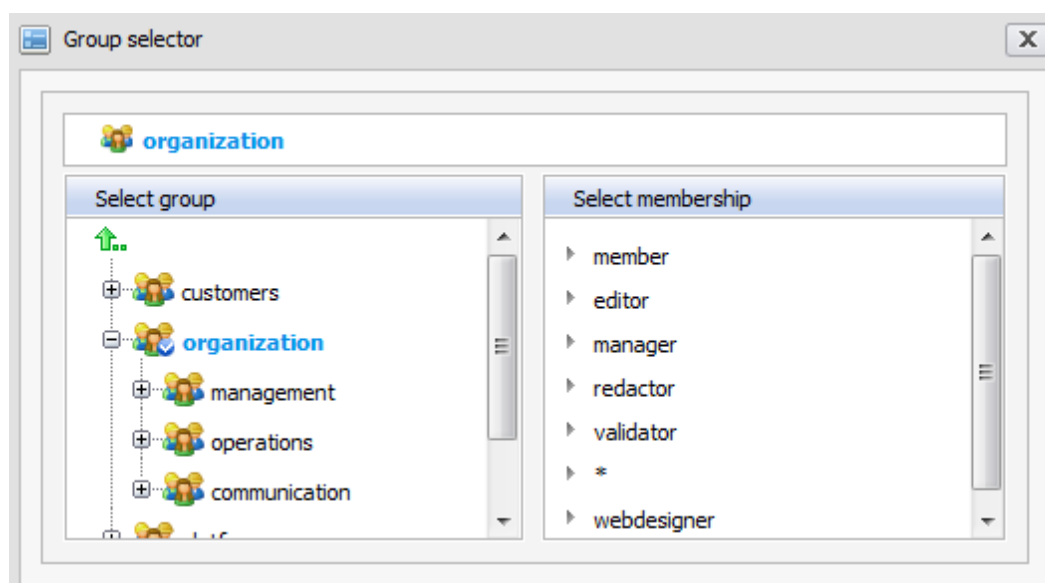 Group selector
organization
Select group
customers
organization
management
operations
communication
Select membership
member
editor
manager
redactor
validator
*
webdesigner